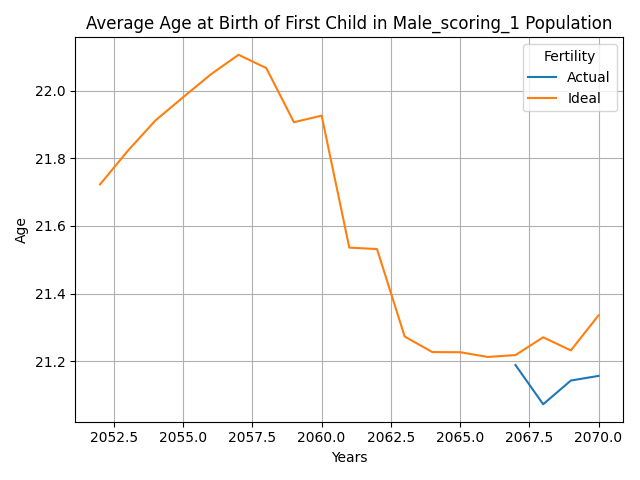 Average Age at Birth of First Child in Male_scoring_1 Population
Fertility
Actual
Ideal
22.0
21.8
21.6
21.4
21.2
Age
2052.5 2055.0 2057.5 2060.0 2062.5 2065.0 2067.5 2070.0
Years